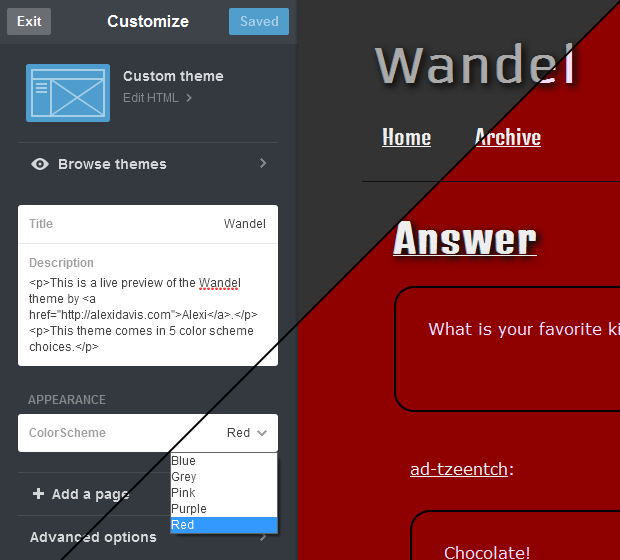 Exit
Customize
Saved
Custom theme
Edit HTML
Browse themes
Title
Wandel
Description
<p>This is a live preview of the Wandel
theme by <a
href="http://alexidavis.com">Alexi</a>.</p>
<p>This theme comes in 5 color scheme
choices.</p>
APPEARANCE
ColorScheme
Red
Blue
Grey
Pink
Purple
Red
Add a page
Advanced options
Wandel
Home
Archive
Answer
What is your favorite ki
ad-tzeentch:
Chocolate!